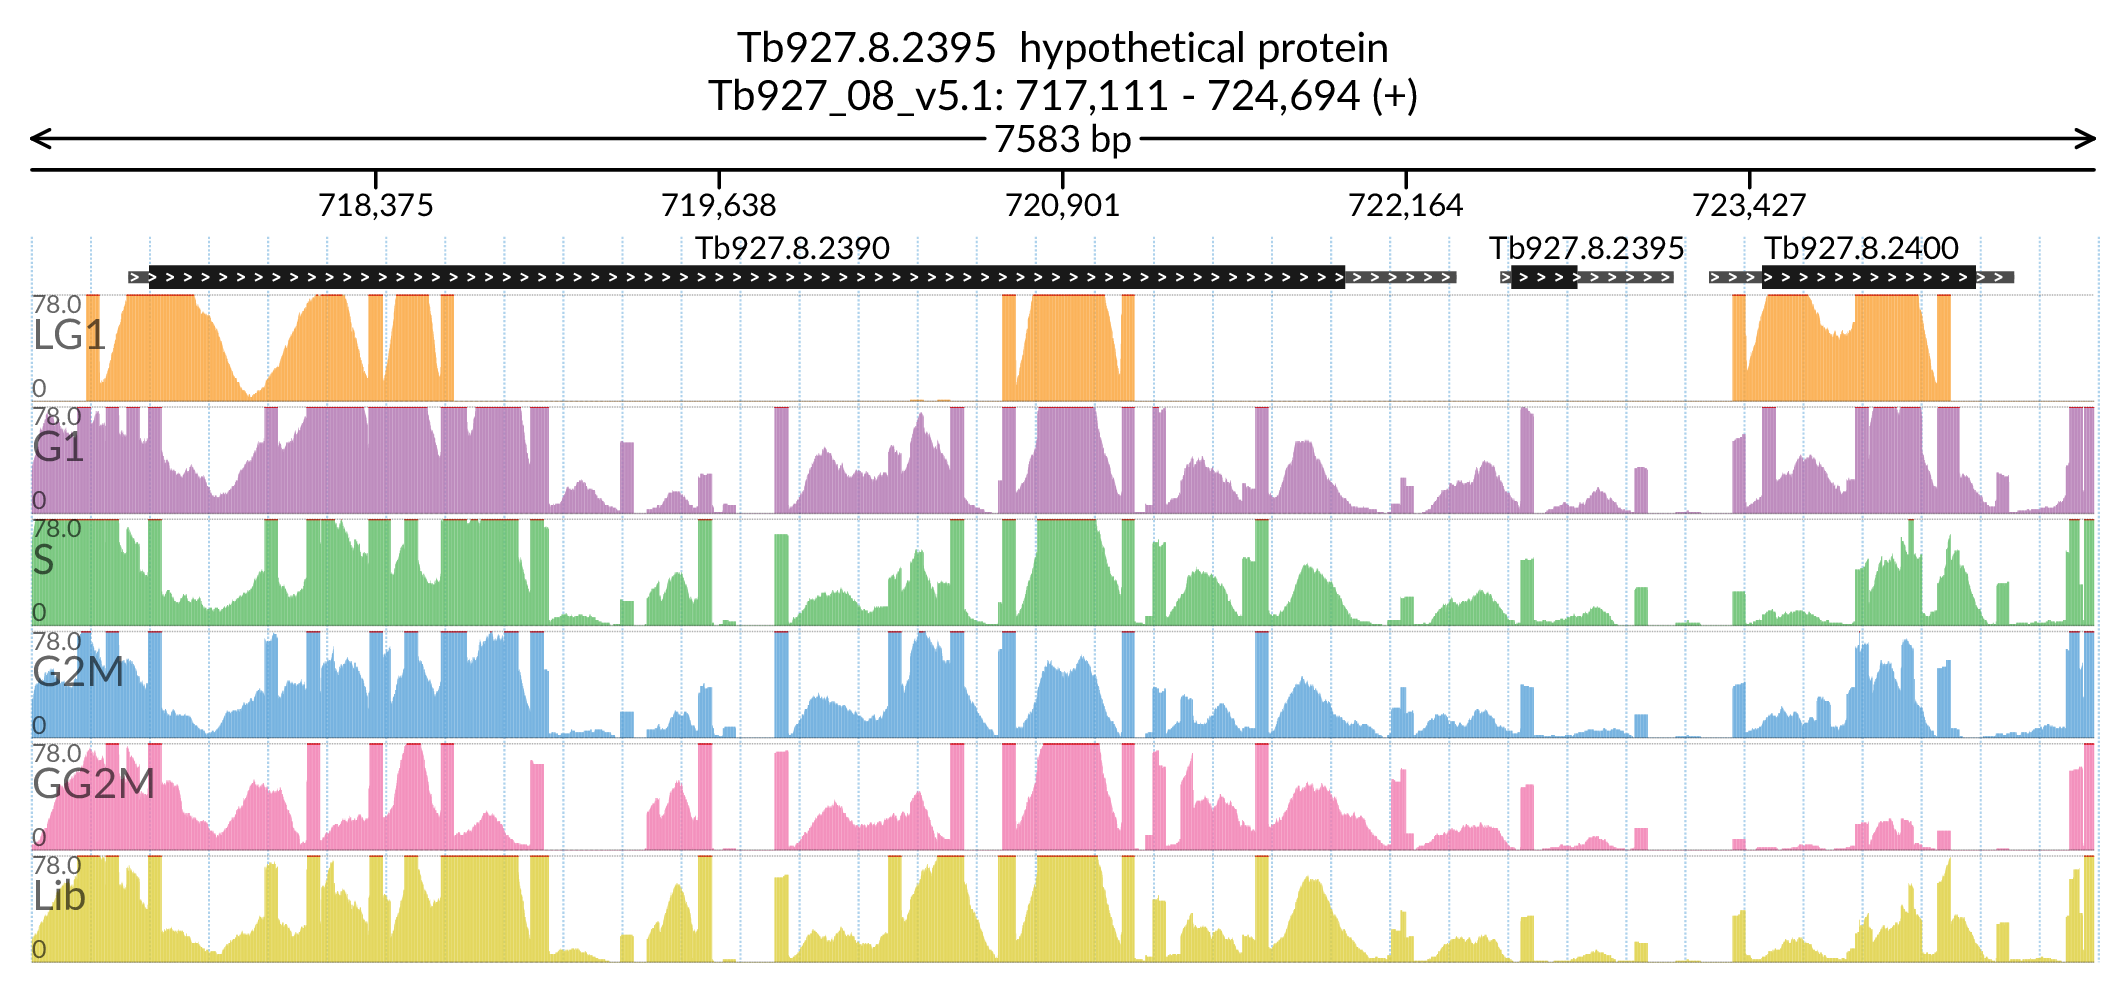 Tb927.8.2395  hypothetical protein
Tb927_08_v5.1: 717,111 - 724,694 (+)
7583 bp
718,375 719,638 720,901 722,164 723,427
Tb927.8.2390 Tb927.8.2395 Tb927.8.2400
78.0
LG1
0
78.0
G1
0
78.0
S
0
78.0
G2M
0
78.0
GG2M
0
78.0
Lib
0